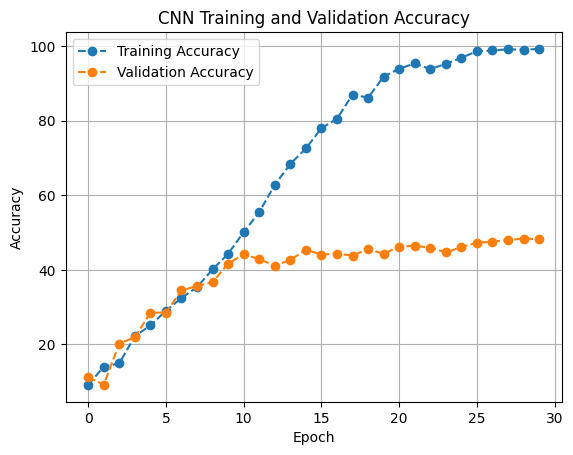 CNN Training and Validation Accuracy
Training Accuracy
Validation Accuracy
Accuracy
100
80
60
40
20
0 5 10 15 20 25 30
Epoch